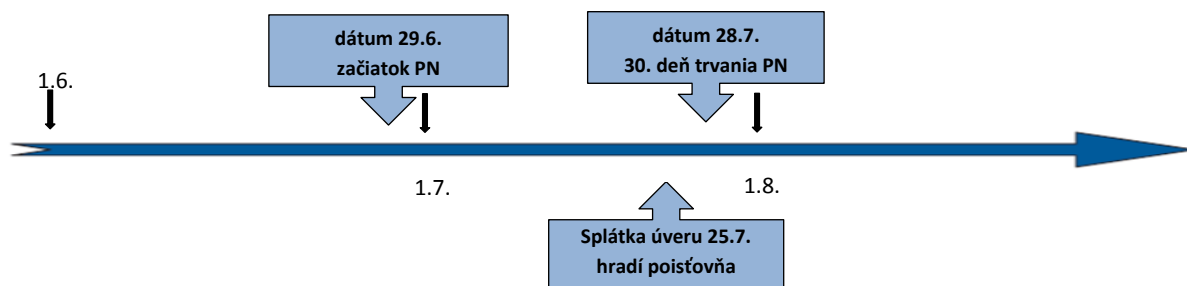 dátum 29.6.
začiatok PN
dátum 28.7.
30. deň trvania PN
1.6.
1.7.
1.8.
Splátka úveru 25.7.
hradí poisťovňa